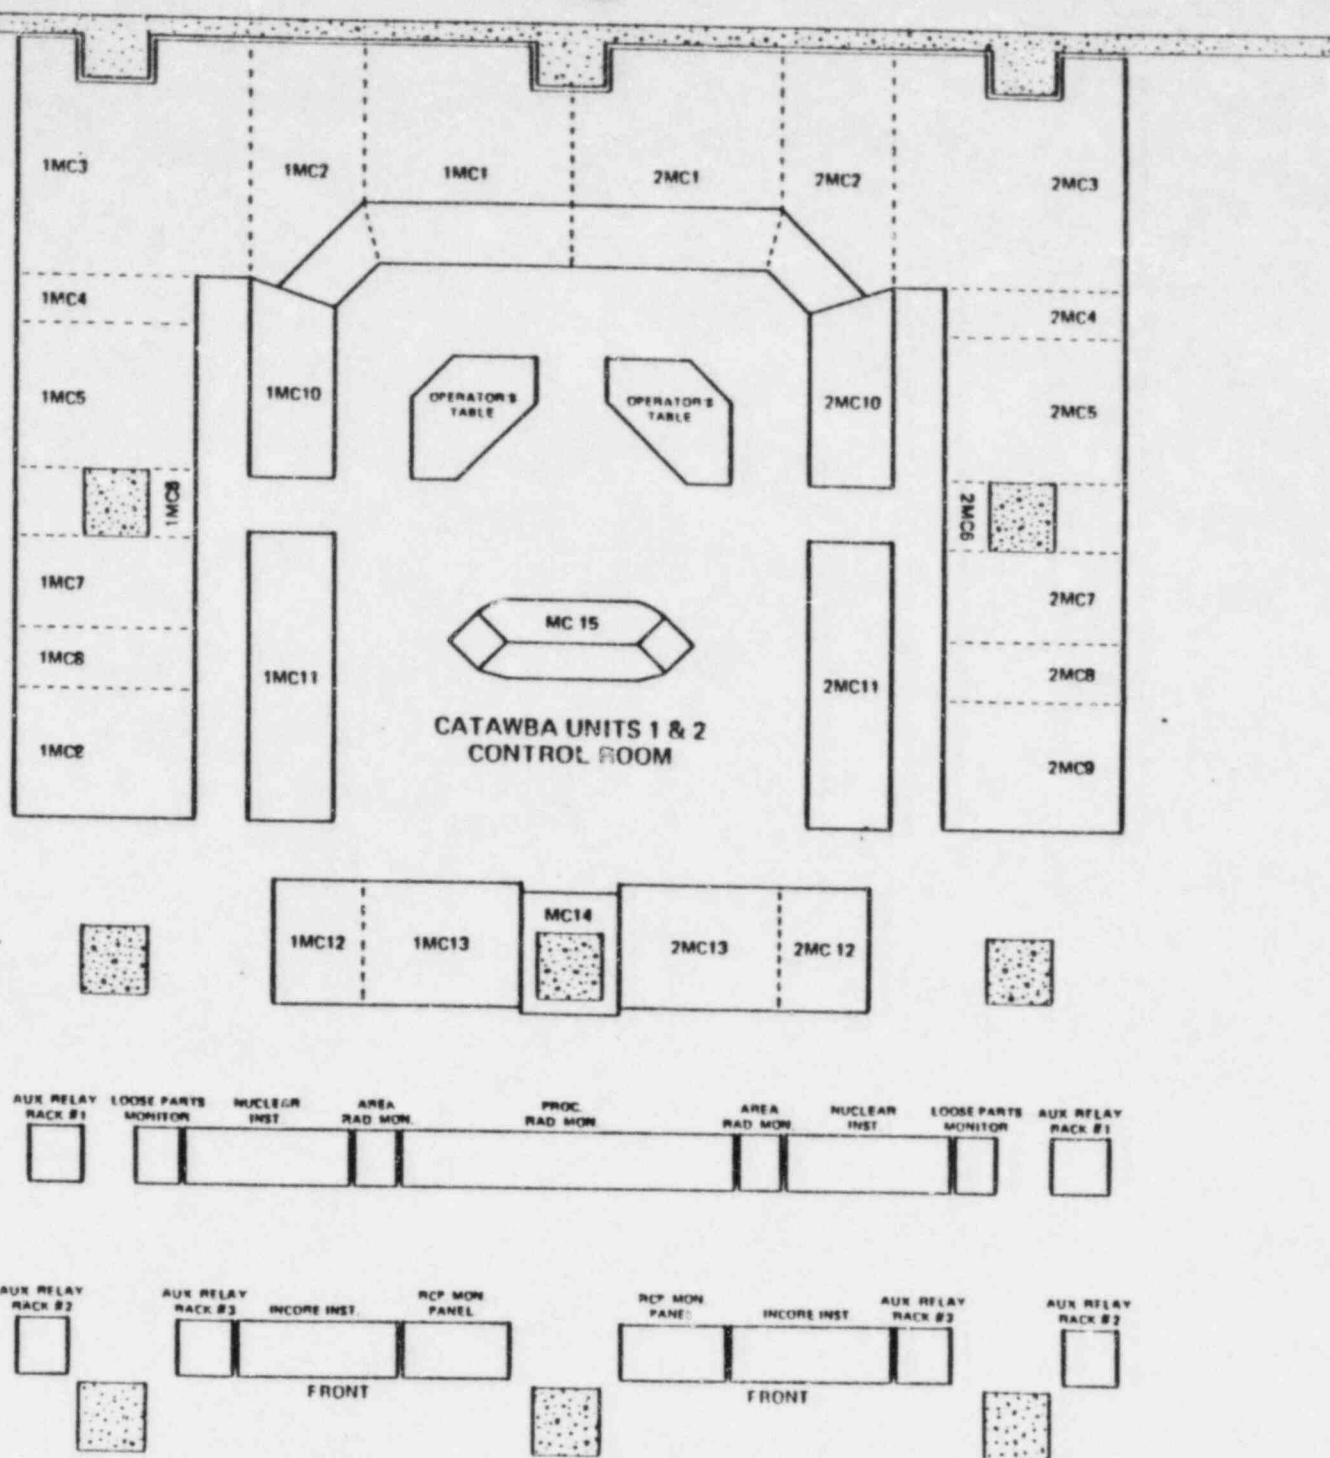 1MC3
1MC2
1MC1
2MC1
2MC2
2MC3
1MC4
2MC4
1MC5
1MC10
OPERATOR'S
TABLE
OPERATOR'S
TABLE
2MC10
2MC5
1MC6
2MC6
1MC7
MC 15
2MC7
1MC8
1MC11
2MC11
2MC8
CATAWBA UNITS 1 & 2
CONTROL ROOM
1MC9
2MC9
1MC12
1MC13
MC14
2MC13
2MC 12
AUX RELAY
RACK #1
LOOSE PARTS
MONITOR
NUCLEAR
INST.
AREA
RAD MON.
PROC.
RAD MON.
AREA
RAD MON.
NUCLEAR
INST
LOOSE PARTS
MONITOR
AUX RELAY
RACK #1
AUX RELAY
RACK #2
AUX RELAY
RACK #3
INCORE INST.
RCP MON
PANEL
RCP MON
PANEL
INCORE INST
AUX RELAY
RACK #3
AUX RELAY
RACK #2
FRONT
FRONT